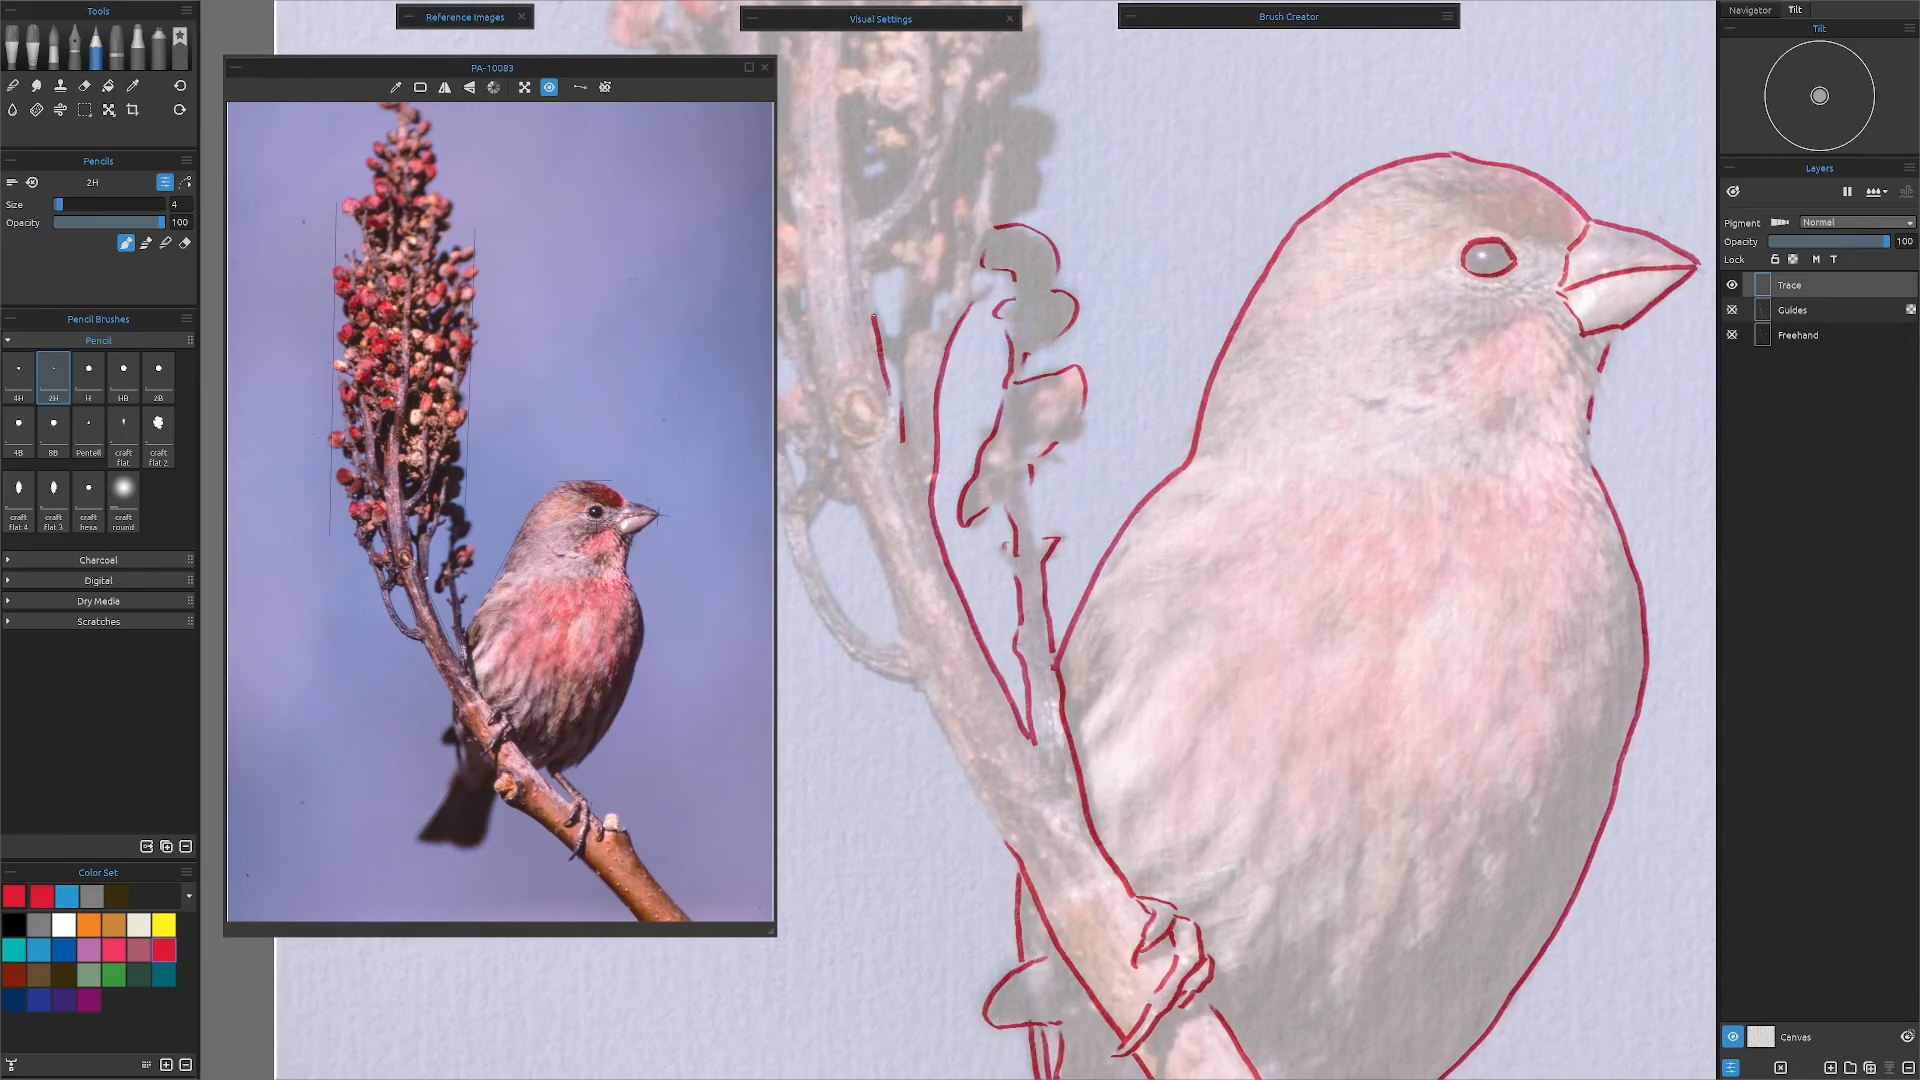 Tools
Reference Images
Visual Settings
Brush Creator
Navigator
Tilt
Tilt
PA-10083
Pencils
2H
Size
4
Opacity
100
Pencil Brushes
Pencil
4H
2H
H
HB
2B
4B
8B
Pentell
craft flat
craft flat 2
craft flat 4
craft flat 3
craft hexa
craft round
Charcoal
Digital
Dry Media
Scratches
Color Set
Layers
Pigment
Normal
Opacity
100
Lock
M T
Trace
Guides
Freehand
Canvas